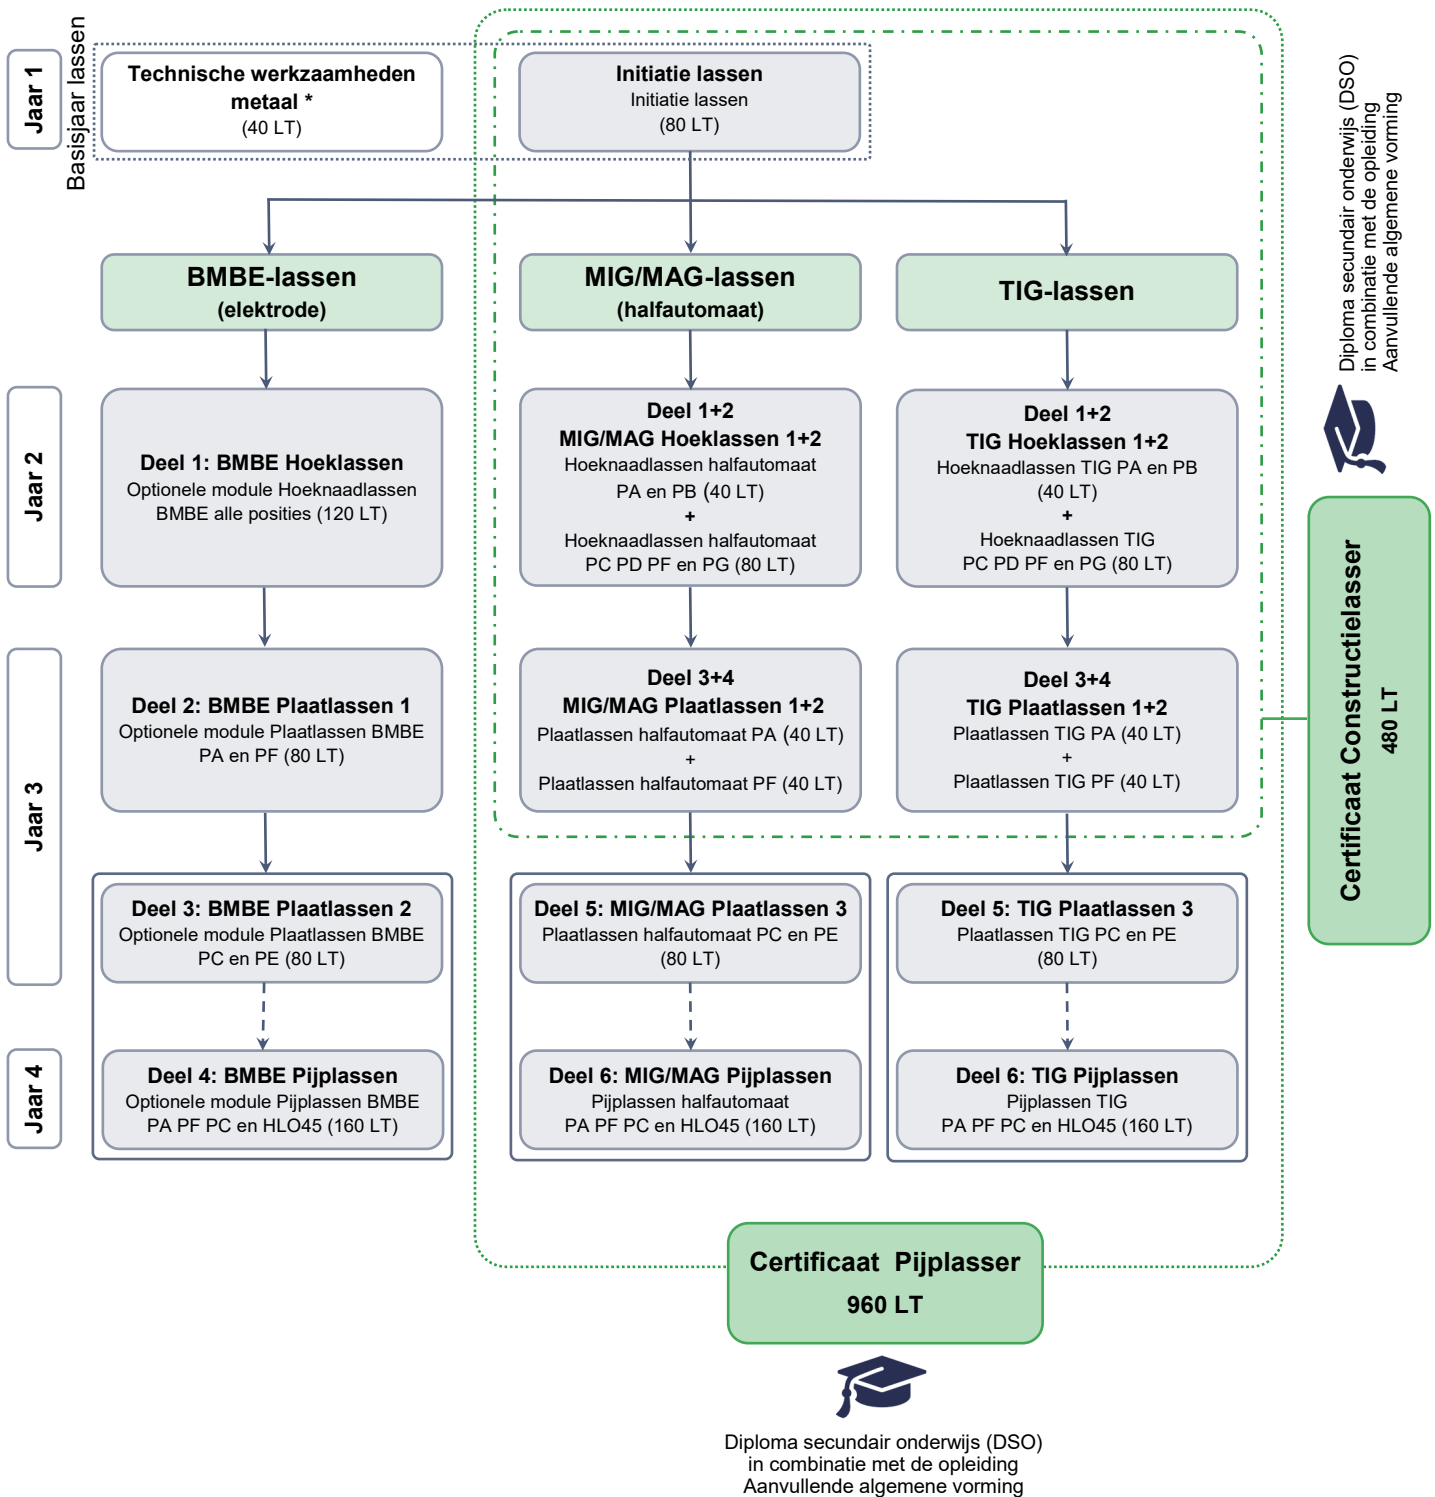 Jaar 1
Basisjaar lassen
Technische werkzaamheden
metaal *
(40 LT)
Initiatie lassen
Initiatie lassen
(80 LT)
BMBE-lassen
(elektrode)
MIG/MAG-lassen
(halfautomaat)
TIG-lassen
Jaar 2
Deel 1: BMBE Hoeklassen
Optionele module Hoeknaadlassen
BMBE alle posities (120 LT)
Deel 1+2
MIG/MAG Hoeklassen 1+2
Hoeknaadlassen halfautomaat
PA en PB (40 LT)
+
Hoeknaadlassen halfautomaat
PC PD PF en PG (80 LT)
Deel 1+2
TIG Hoeklassen 1+2
Hoeknaadlassen TIG PA en PB
(40 LT)
+
Hoeknaadlassen TIG
PC PD PF en PG (80 LT)
Jaar 3
Deel 2: BMBE Plaatlassen 1
Optionele module Plaatlassen BMBE
PA en PF (80 LT)
Deel 3+4
MIG/MAG Plaatlassen 1+2
Plaatlassen halfautomaat PA (40 LT)
+
Plaatlassen halfautomaat PF (40 LT)
Deel 3+4
TIG Plaatlassen 1+2
Plaatlassen TIG PA (40 LT)
+
Plaatlassen TIG PF (40 LT)
Deel 3: BMBE Plaatlassen 2
Optionele module Plaatlassen BMBE
PC en PE (80 LT)
Deel 5: MIG/MAG Plaatlassen 3
Plaatlassen halfautomaat PC en PE
(80 LT)
Deel 5: TIG Plaatlassen 3
Plaatlassen TIG PC en PE
(80 LT)
Jaar 4
Deel 4: BMBE Pijplassen
Optionele module Pijplassen BMBE
PA PF PC en HLO45 (160 LT)
Deel 6: MIG/MAG Pijplassen
Pijplassen halfautomaat
PA PF PC en HLO45 (160 LT)
Deel 6: TIG Pijplassen
Pijplassen TIG
PA PF PC en HLO45 (160 LT)
Diploma secundair onderwijs (DSO)
in combinatie met de opleiding
Aanvullende algemene vorming
Certificaat Constructielasser
480 LT
Certificaat Pijplasser
960 LT
Diploma secundair onderwijs (DSO)
in combinatie met de opleiding
Aanvullende algemene vorming